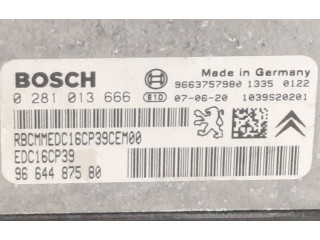 BOSCH
Made in Germany
9663757980 1335 0122
0 281 013 666
810 07-06-20 1039S20201
RBCMMEDC16CP39CEM00
EDC16CP39
96 644 875 80